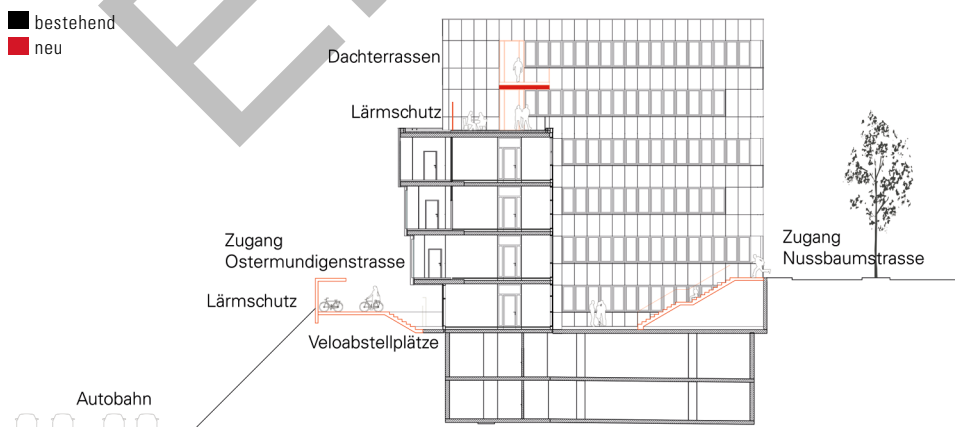 bestehend
neu
Dachterrassen
Lärmschutz
Zugang
Ostermundigenstrasse
Zugang
Nussbaumstrasse
Lärmschutz
Veloabstellplätze
Autobahn